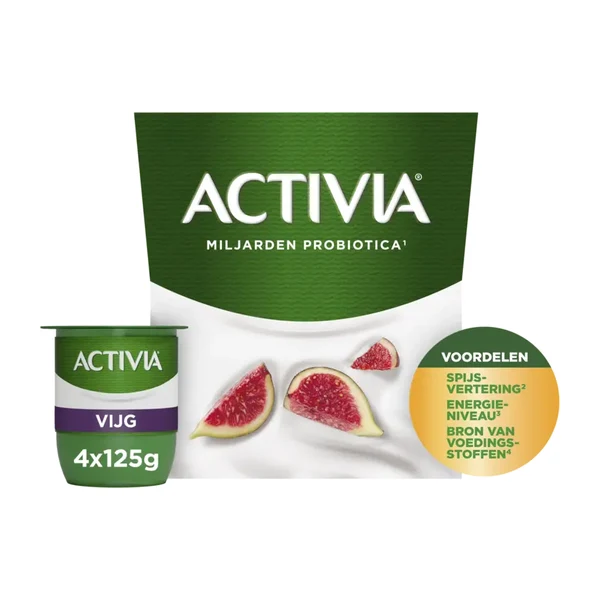 ACTIVIA®
MILJARDEN PROBIOTICA¹
ACTIVIA
VIJG
4x125g
VOORDELEN
SPIJS-
VERTERING²
ENERGIE-
NIVEAU³
BRON VAN
VOEDINGS-
STOFFEN⁴